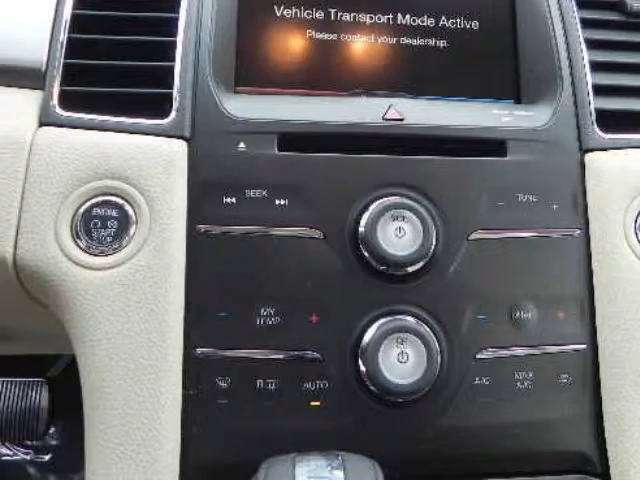 Vehicle Transport Mode Active
Please contact your dealership.
SEEK
TUNE
VOL
ENGINE
START
STOP
MY
TEMP
AUTO
A/C
MAX
A/C